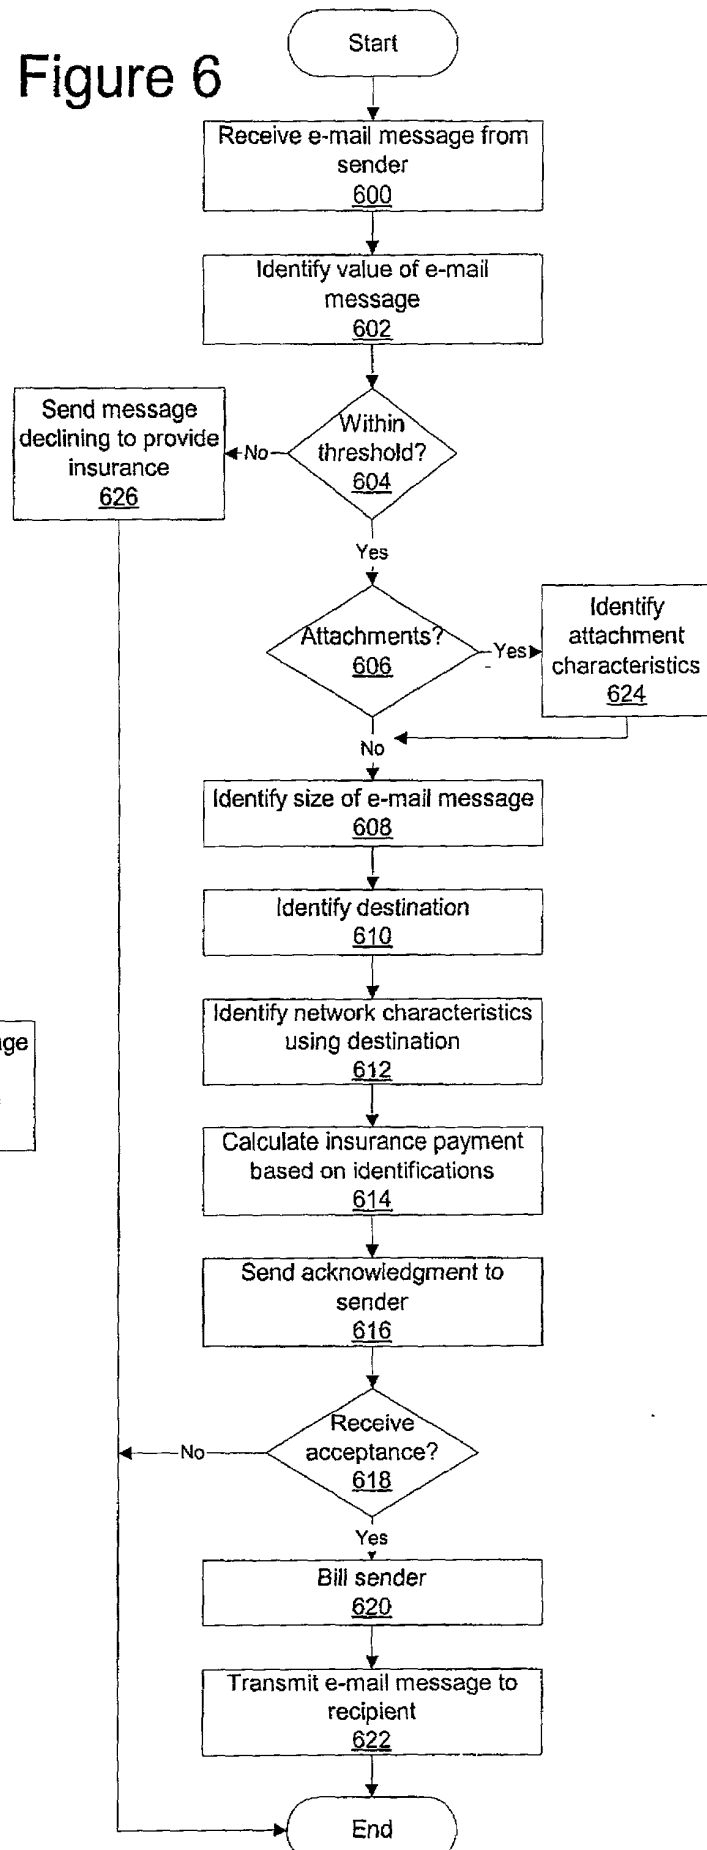 Figure 6
Start
Receive e-mail message from
sender
600
Identify value of e-mail
message
602
Send message
declining to provide
insurance
626
No
Within
threshold?
604
Yes
Attachments?
606
Yes
Identify
attachment
characteristics
624
No
Identify size of e-mail message
608
Identify destination
610
Identify network characteristics
using destination
612
age
Calculate insurance payment
based on identifications
614
Send acknowledgment to
sender
616
Receive
acceptance?
618
No
Yes
Bill sender
620
Transmit e-mail message to
recipient
622
End